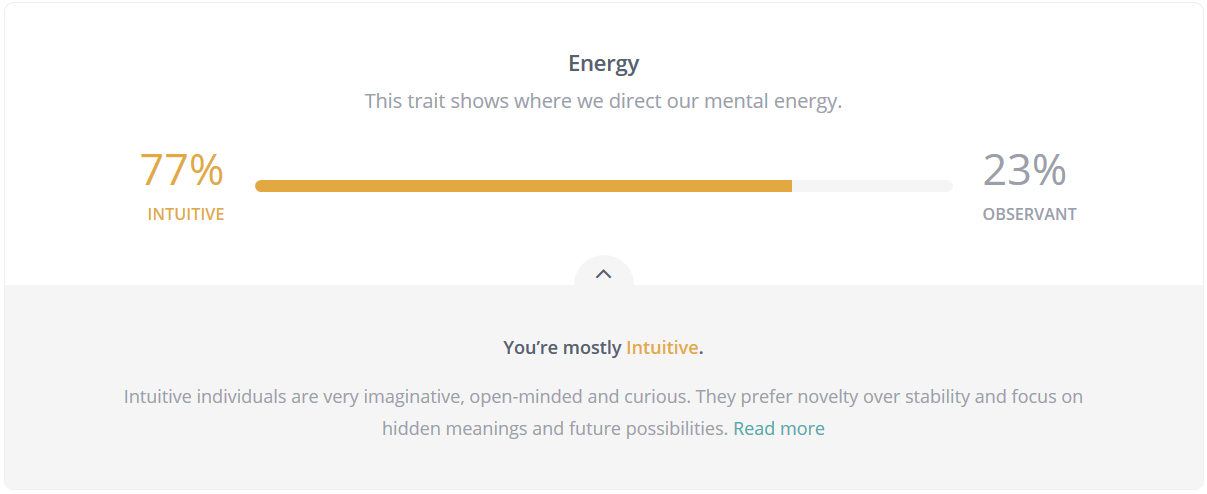 Energy
This trait shows where we direct our mental energy.
77%
INTUITIVE
23%
OBSERVANT
You’re mostly Intuitive.
Intuitive individuals are very imaginative, open-minded and curious. They prefer novelty over stability and focus on
hidden meanings and future possibilities. Read more